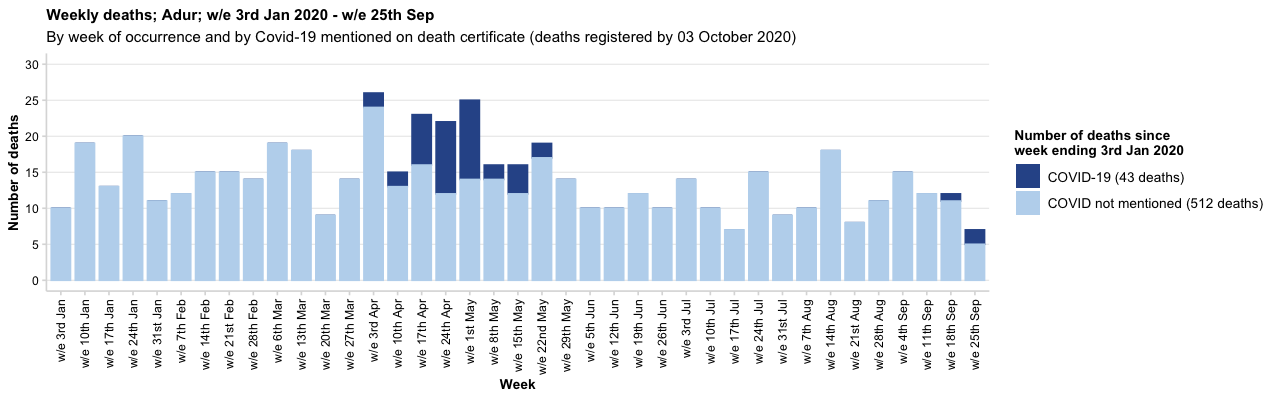 Weekly deaths; Adur; w/e 3rd Jan 2020 - w/e 25th Sep
By week of occurrence and by Covid-19 mentioned on death certificate (deaths registered by 03 October 2020)
Number of deaths
30
25
20
15
10
5
0
w/e 3rd Jan
w/e 10th Jan
w/e 17th Jan
w/e 24th Jan
w/e 31st Jan
w/e 7th Feb
w/e 14th Feb
w/e 21st Feb
w/e 28th Feb
w/e 6th Mar
w/e 13th Mar
w/e 20th Mar
w/e 27th Mar
w/e 3rd Apr
w/e 10th Apr
w/e 17th Apr
w/e 24th Apr
w/e 1st May
w/e 8th May
w/e 15th May
w/e 22nd May
w/e 29th May
w/e 5th Jun
w/e 12th Jun
w/e 19th Jun
w/e 26th Jun
w/e 3rd Jul
w/e 10th Jul
w/e 17th Jul
w/e 24th Jul
w/e 31st Jul
w/e 7th Aug
w/e 14th Aug
w/e 21st Aug
w/e 28th Aug
w/e 4th Sep
w/e 11th Sep
w/e 18th Sep
w/e 25th Sep
Week
Number of deaths since
week ending 3rd Jan 2020
COVID-19 (43 deaths)
COVID not mentioned (512 deaths)